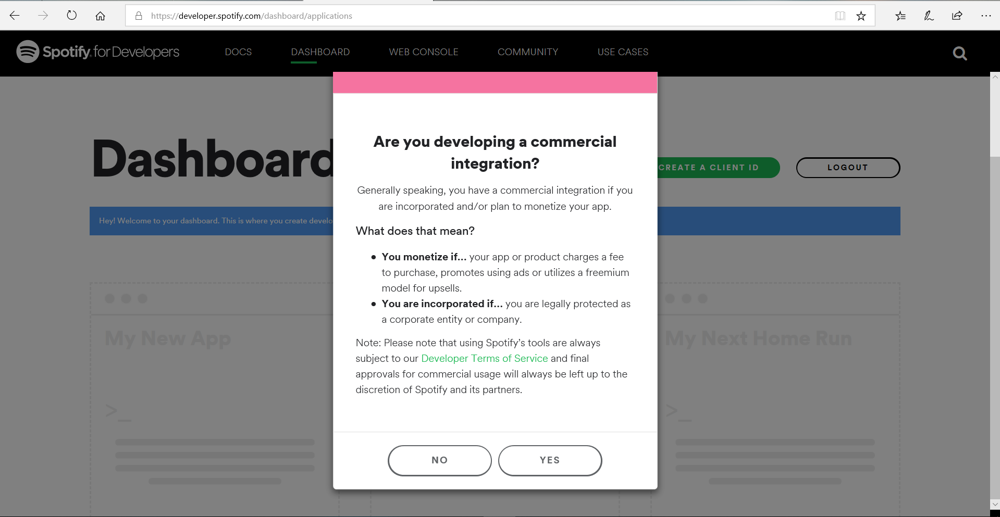 https://developer.spotify.com/dashboard/applications
Spotify for Developers
DOCS
DASHBOARD
WEB CONSOLE
COMMUNITY
USE CASES
Dashboard
CREATE A CLIENT ID
LOGOUT
Hey! Welcome to your dashboard. This is where you create develo
My New App
>_
My Next Home Run
>_
Are you developing a commercial
integration?
Generally speaking, you have a commercial integration if you
are incorporated and/or plan to monetize your app.
What does that mean?
• You monetize if... your app or product charges a fee
to purchase, promotes using ads or utilizes a freemium
model for upsells.
• You are incorporated if... you are legally protected as
a corporate entity or company.
Note: Please note that using Spotify’s tools are always
subject to our Developer Terms of Service and final
approvals for commercial usage will always be left up to the
discretion of Spotify and its partners.
NO
YES